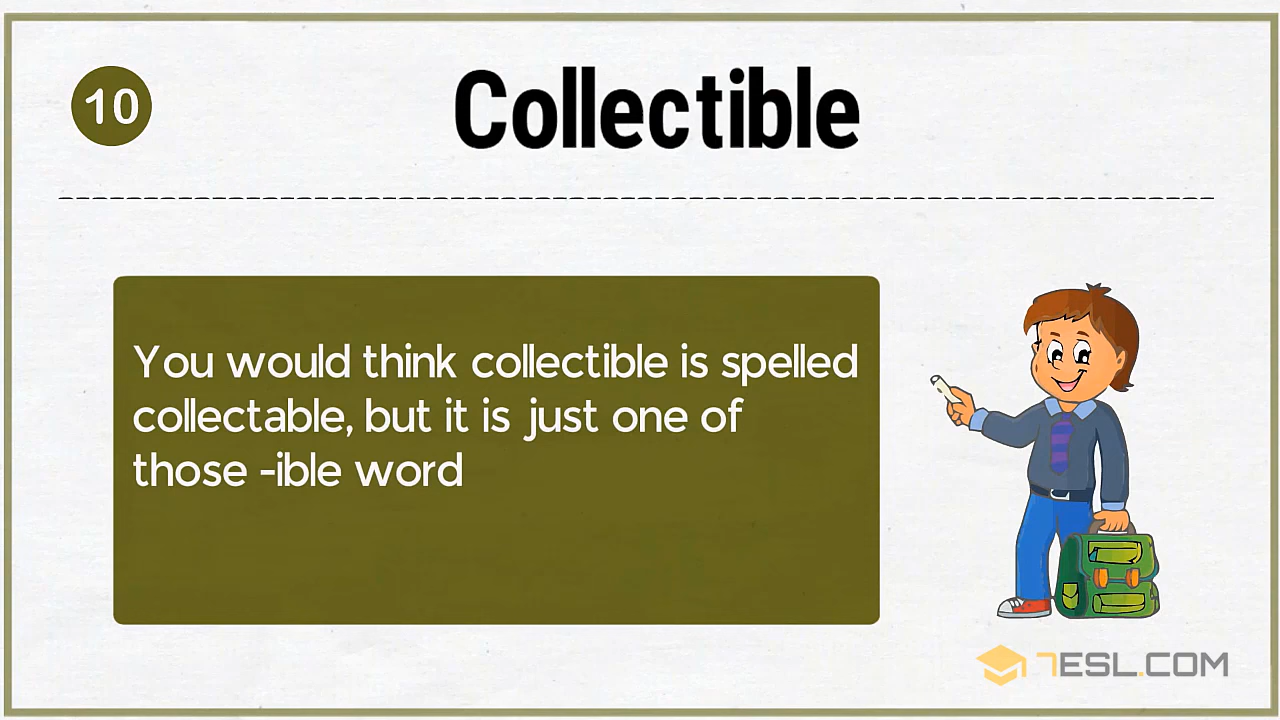 10
Collectible
You would think collectible is spelled
collectable, but it is just one of
those -ible word
7ESL.COM